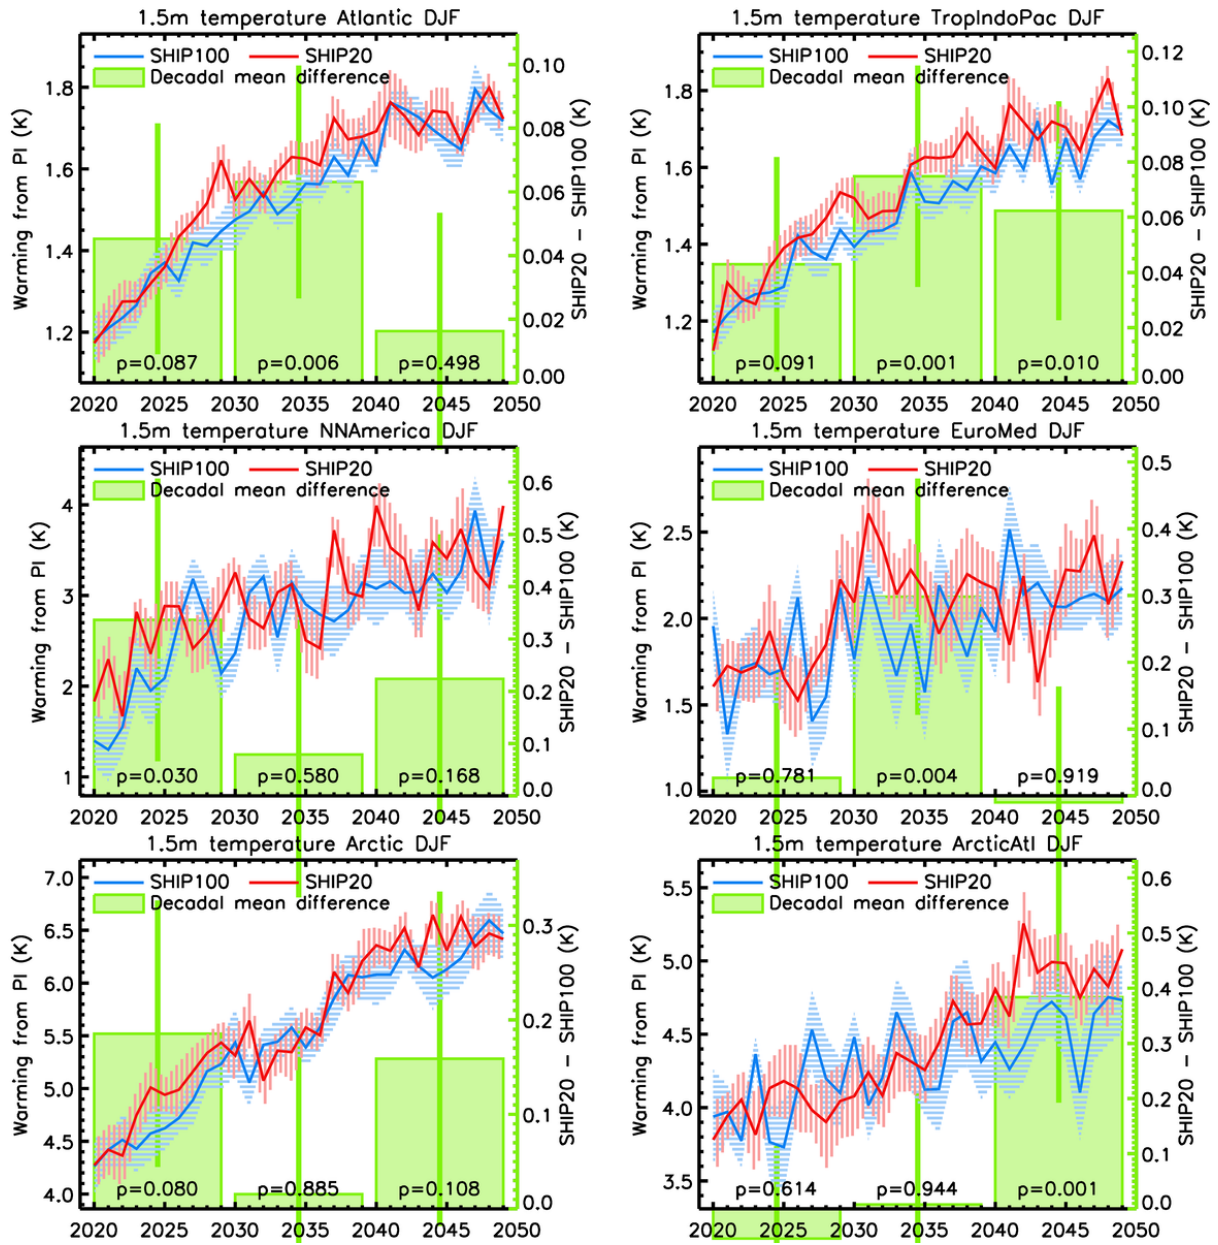 1.5m temperature Atlantic DJF
SHIP100 SHIP20
Decadal mean difference
Warming from PI (K)
1.8
1.6
1.4
1.2
0.10
0.08
0.06
0.04
0.02
0.00
SHIP20 – SHIP100 (K)
p=0.087 p=0.006 p=0.498
2020 2025 2030 2035 2040 2045 2050
1.5m temperature TropIndoPac DJF
SHIP100 SHIP20
Decadal mean difference
Warming from PI (K)
1.8
1.6
1.4
1.2
0.12
0.10
0.08
0.06
0.04
0.02
0.00
SHIP20 – SHIP100 (K)
p=0.091 p=0.001 p=0.010
2020 2025 2030 2035 2040 2045 2050
1.5m temperature NNAmerica DJF
SHIP100 SHIP20
Decadal mean difference
Warming from PI (K)
4
3
2
1
0.6
0.5
0.4
0.3
0.2
0.1
0.0
SHIP20 – SHIP100 (K)
p=0.030 p=0.580 p=0.168
2020 2025 2030 2035 2040 2045 2050
1.5m temperature EuroMed DJF
SHIP100 SHIP20
Decadal mean difference
Warming from PI (K)
2.5
2.0
1.5
1.0
0.5
0.4
0.3
0.2
0.1
0.0
SHIP20 – SHIP100 (K)
p=0.781 p=0.004 p=0.919
2020 2025 2030 2035 2040 2045 2050
1.5m temperature Arctic DJF
SHIP100 SHIP20
Decadal mean difference
Warming from PI (K)
7.0
6.5
6.0
5.5
5.0
4.5
4.0
0.3
0.2
0.1
0.0
SHIP20 – SHIP100 (K)
p=0.080 p=0.885 p=0.108
2020 2025 2030 2035 2040 2045 2050
1.5m temperature ArcticAtl DJF
SHIP100 SHIP20
Decadal mean difference
Warming from PI (K)
5.5
5.0
4.5
4.0
3.5
0.6
0.5
0.4
0.3
0.2
0.1
0.0
SHIP20 – SHIP100 (K)
p=0.614 p=0.944 p=0.001
2020 2025 2030 2035 2040 2045 2050